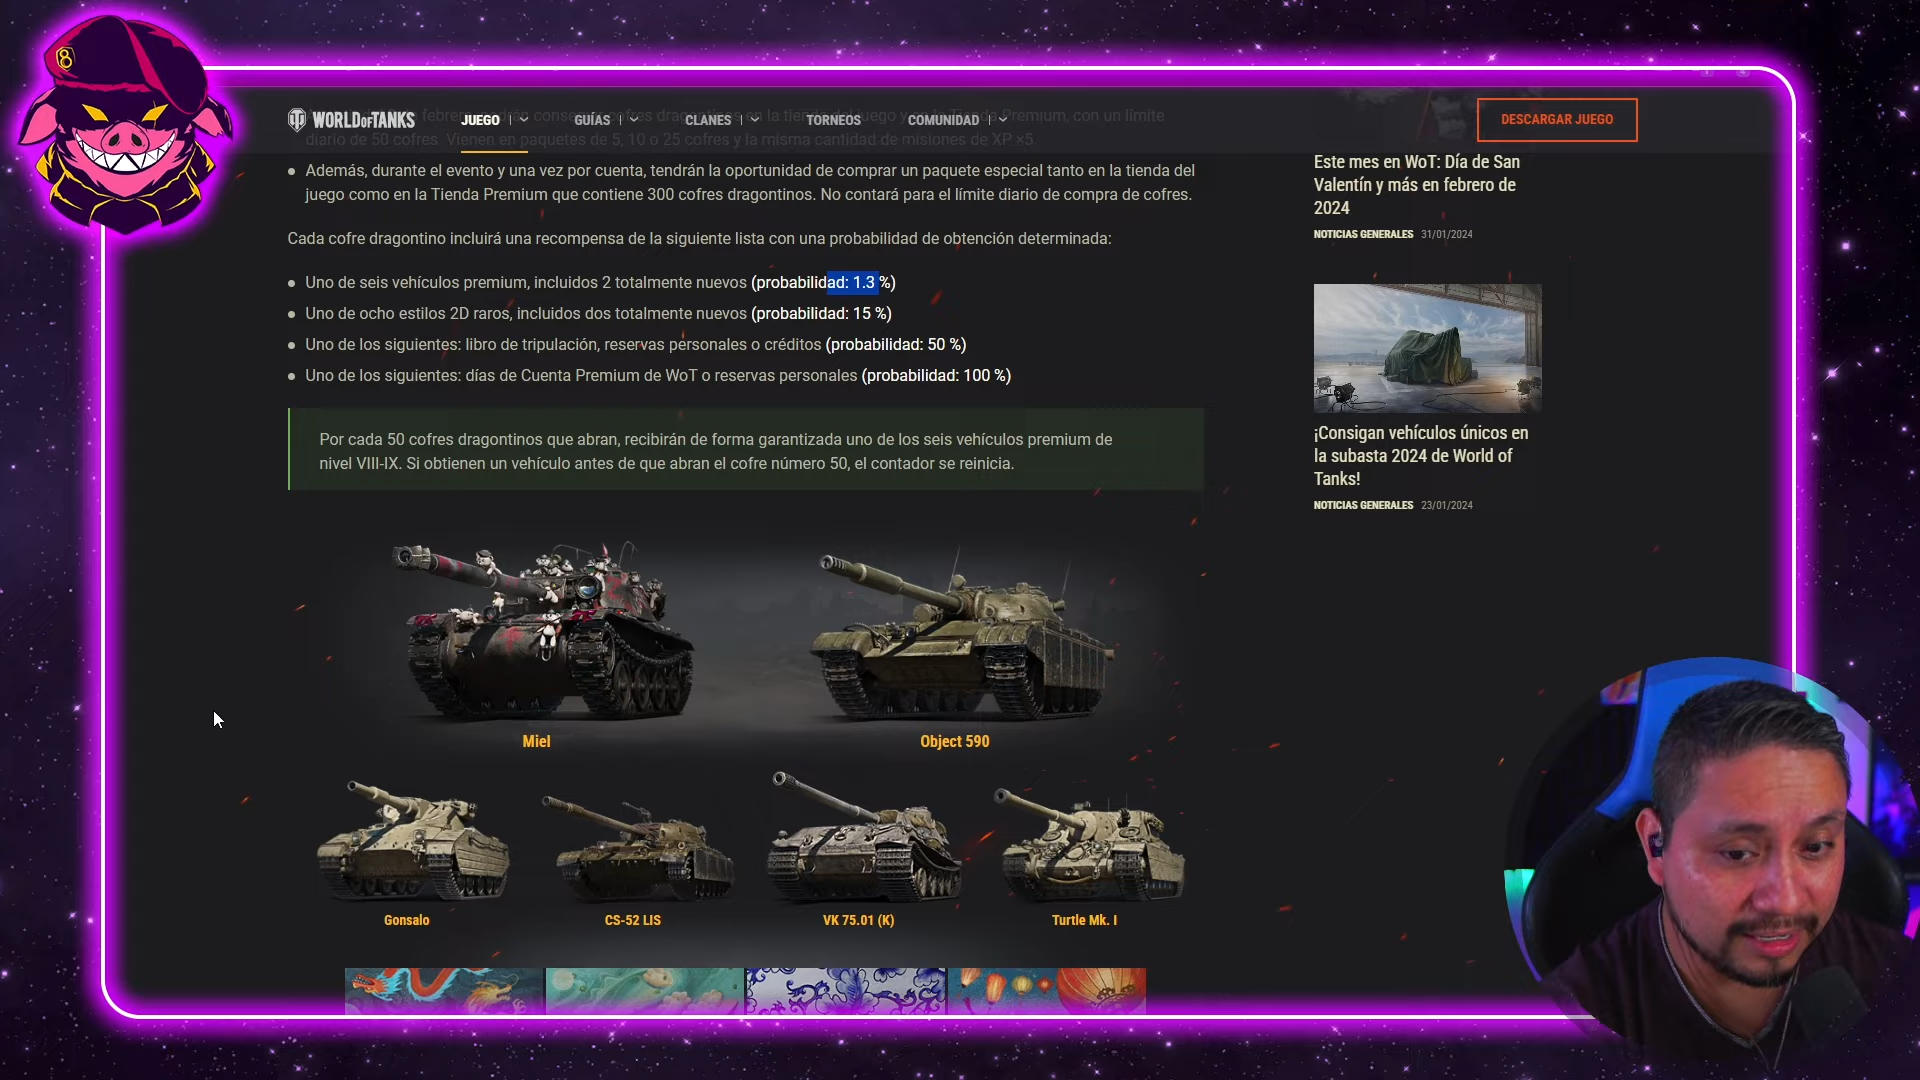 8
WORLD OF TANKS
JUEGO
GUÍAS
CLANES
TORNEOS
COMUNIDAD
DESCARGAR JUEGO
diario de 50 cofres. Vienen en paquetes de 5, 10 o 25 cofres y la misma cantidad de misiones de XP ×5.
Además, durante el evento y una vez por cuenta, tendrán la oportunidad de comprar un paquete especial tanto en la tienda del
juego como en la Tienda Premium que contiene 300 cofres dragontinos. No contará para el límite diario de compra de cofres.
Cada cofre dragontino incluirá una recompensa de la siguiente lista con una probabilidad de obtención determinada:
Uno de seis vehículos premium, incluidos 2 totalmente nuevos (probabilidad: 1.3 %)
Uno de ocho estilos 2D raros, incluidos dos totalmente nuevos (probabilidad: 15 %)
Uno de los siguientes: libro de tripulación, reservas personales o créditos (probabilidad: 50 %)
Uno de los siguientes: días de Cuenta Premium de WoT o reservas personales (probabilidad: 100 %)
Por cada 50 cofres dragontinos que abran, recibirán de forma garantizada uno de los seis vehículos premium de
nivel VIII-IX. Si obtienen un vehículo antes de que abran el cofre número 50, el contador se reinicia.
Miel
Object 590
Gonsalo
CS-52 LIS
VK 75.01 (K)
Turtle Mk. I
Este mes en WoT: Día de San
Valentín y más en febrero de
2024
NOTICIAS GENERALES 31/01/2024
¡Consigan vehículos únicos en
la subasta 2024 de World of
Tanks!
NOTICIAS GENERALES 23/01/2024